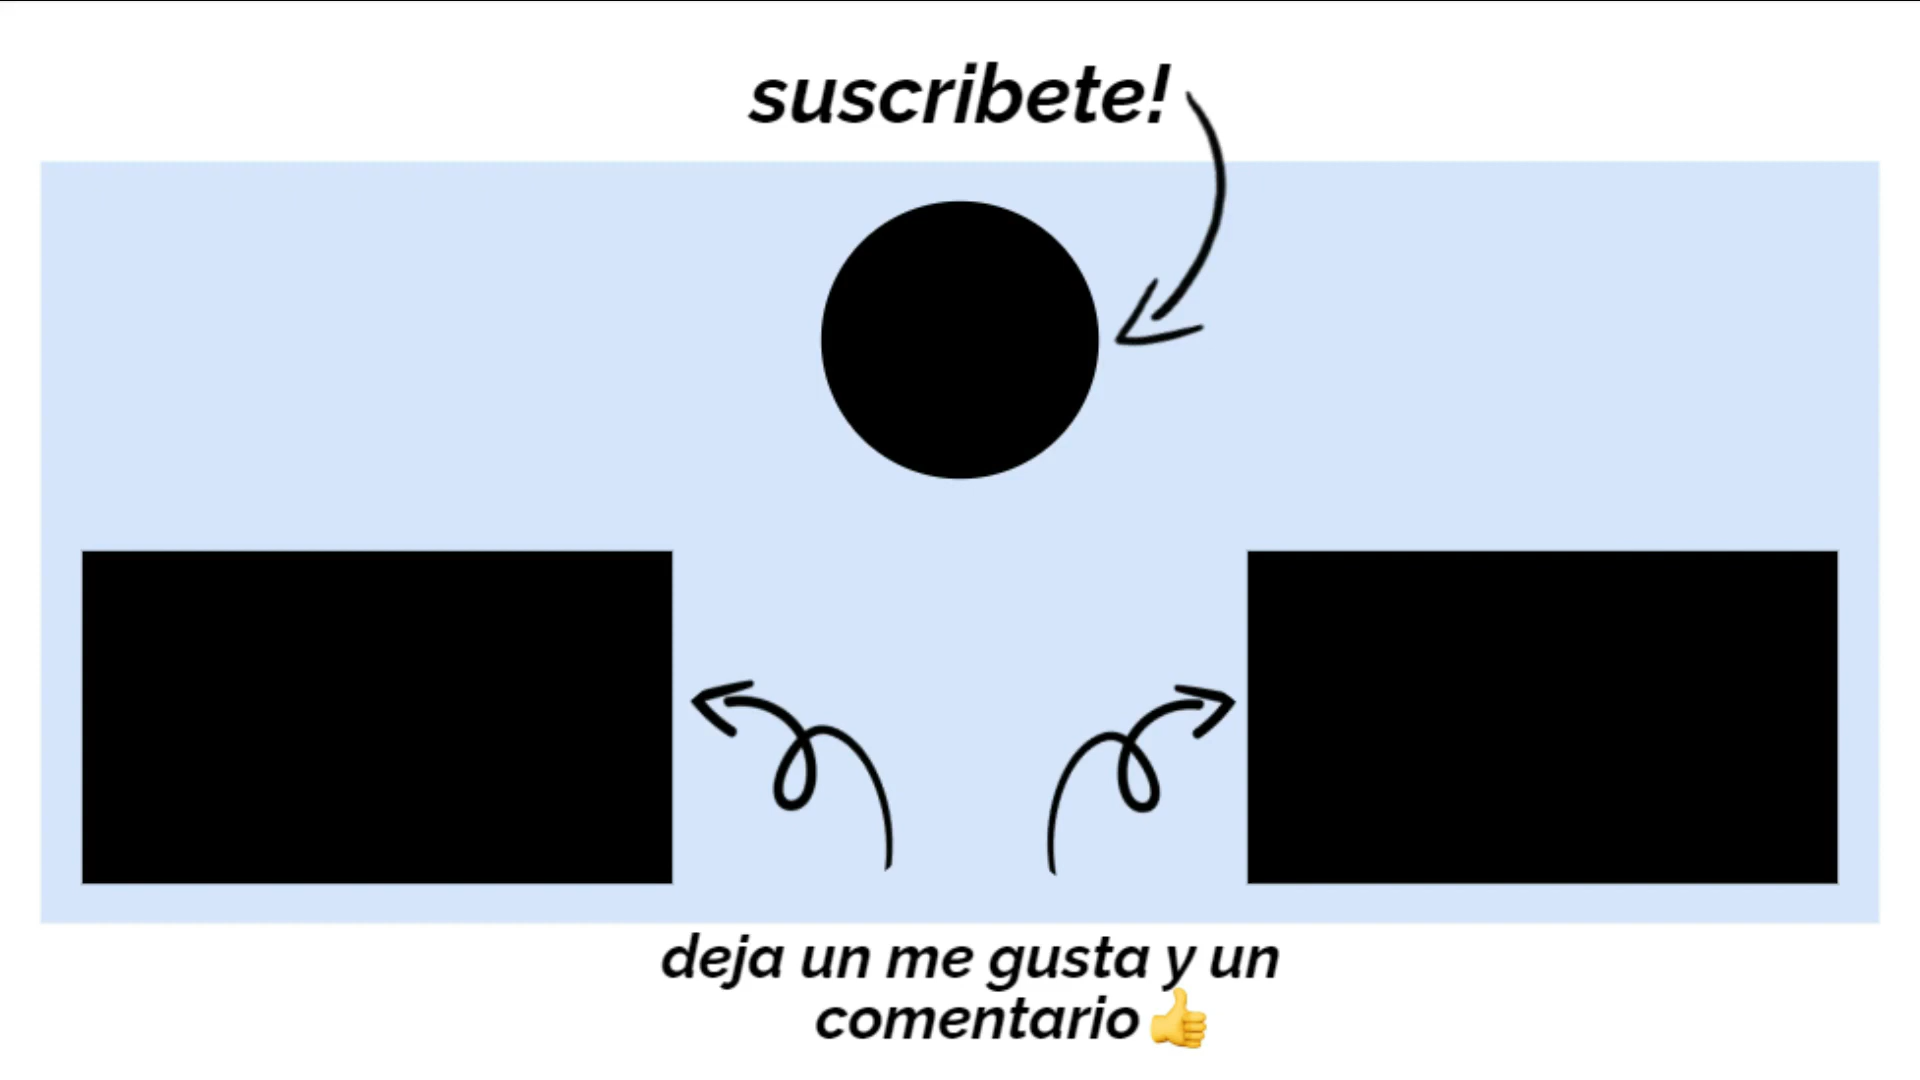 suscribete!
deja un me gusta y un
comentario👍